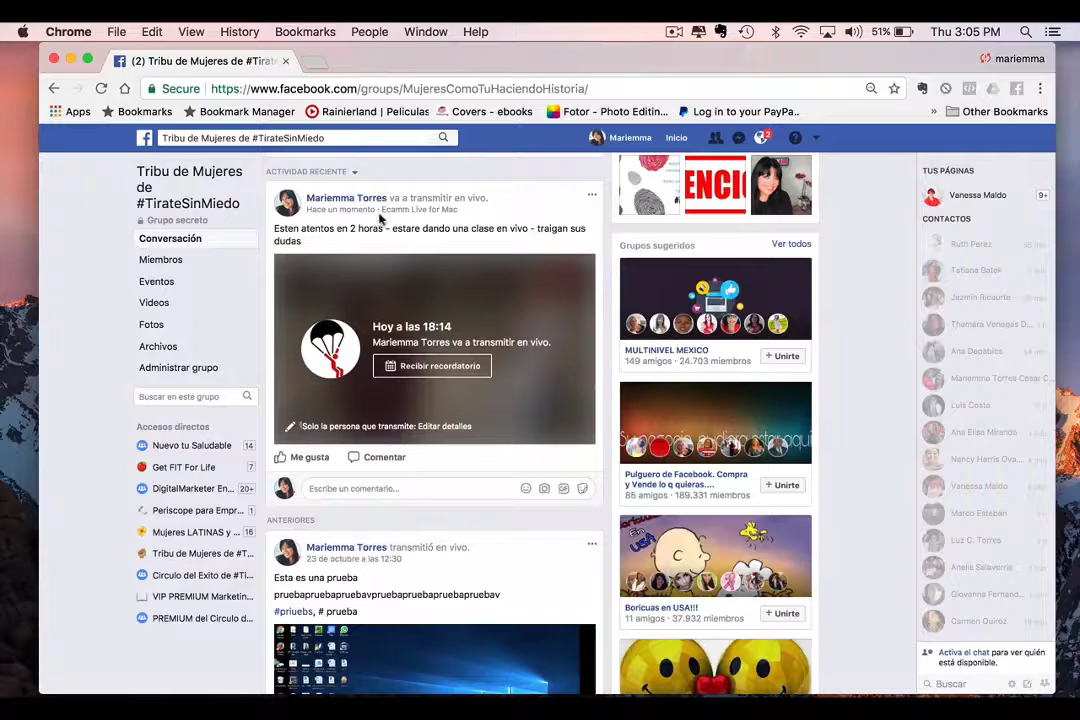 Chrome File Edit View History Bookmarks People Window Help 51% Thu 3:05 PM
(2) Tribu de Mujeres de #Tirate mariemma
Secure https://www.facebook.com/groups/MujeresComoTuHaciendoHistoria/
Apps Bookmarks Bookmark Manager Rainierland | Peliculas Covers - ebooks Fotor - Photo Editin... Log in to your PayPa... » Other Bookmarks
Tribu de Mujeres de #TirateSinMiedo Mariemma Inicio 2
Tribu de Mujeres
de
#TirateSinMiedo
Grupo secreto
Conversación
Miembros
Eventos
Videos
Fotos
Archivos
Administrar grupo
Buscar en este grupo
Accesos directos
Nuevo tu Saludable 14
Get FIT For Life 7
DigitalMarketer En... 20+
Periscope para Empr... 1
Mujeres LATINAS y ... 16
Tribu de Mujeres de #T...
Circulo del Exito de #Ti...
VIP PREMIUM Marketin...
PREMIUM del Circulo d...
ACTIVIDAD RECIENTE
Mariemma Torres va a transmitir en vivo.
Hace un momento · Ecamm Live for Mac
Esten atentos en 2 horas - estare dando una clase en vivo - traigan sus
dudas
Hoy a las 18:14
Mariemma Torres va a transmitir en vivo.
Recibir recordatorio
Solo la persona que transmite: Editar detalles
Me gusta Comentar
Escribe un comentario...
ANTERIORES
Mariemma Torres transmitió en vivo.
23 de octubre a las 12:30
Esta es una prueba
pruebapruebapruebavpruebapruebapruebapruebav
#priuebs, # prueba
ENCIÓ
Grupos sugeridos Ver todos
MULTINIVEL MEXICO
149 amigos · 24.703 miembros
+ Unirte
Pulguero de Facebook. Compra
y Vende lo q quieras....
85 amigos · 189.331 miembros
+ Unirte
en USA
Boricuas en USA!!!
11 amigos · 37.932 miembros
+ Unirte
TUS PÁGINAS
Vanessa Maldo 9+
CONTACTOS
Ruth Perez
Tatiana Batek
Jazmin Ricaurte
Themara Venegas D...
Ana Depablos
Mariemma Torres Cesar C...
Luis Costa
Ana Elisa Miranda
Nancy Harris Ova...
Vanessa Maldo
Marco Esteban
Luz C. Torres
Anelis Salaverria
Giovanna Fernand...
Carmen Quiroz
Activa el chat para ver quién
está disponible.
Buscar